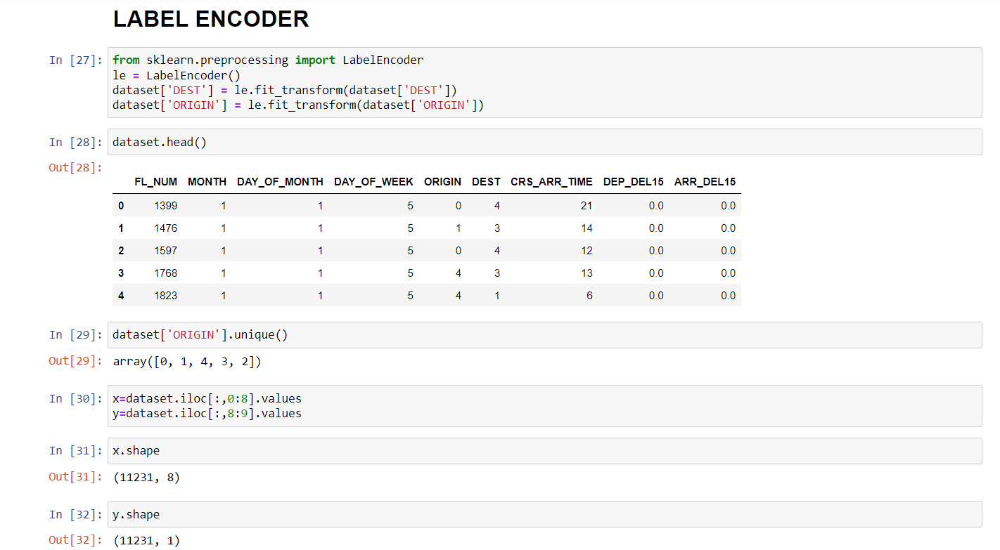 LABEL ENCODER
In [27]: from sklearn.preprocessing import LabelEncoder
le = LabelEncoder()
dataset['DEST'] = le.fit_transform(dataset['DEST'])
dataset['ORIGIN'] = le.fit_transform(dataset['ORIGIN'])
In [28]: dataset.head()
Out[28]:
FL_NUM MONTH DAY_OF_MONTH DAY_OF_WEEK ORIGIN DEST CRS_ARR_TIME DEP_DEL15 ARR_DEL15
0 1399 1 1 5 0 4 21 0.0 0.0
1 1476 1 1 5 1 3 14 0.0 0.0
2 1597 1 1 5 0 4 12 0.0 0.0
3 1768 1 1 5 4 3 13 0.0 0.0
4 1823 1 1 5 4 1 6 0.0 0.0
In [29]: dataset['ORIGIN'].unique()
Out[29]: array([0, 1, 4, 3, 2])
In [30]: x=dataset.iloc[:,0:8].values
y=dataset.iloc[:,8:9].values
In [31]: x.shape
Out[31]: (11231, 8)
In [32]: y.shape
Out[32]: (11231, 1)